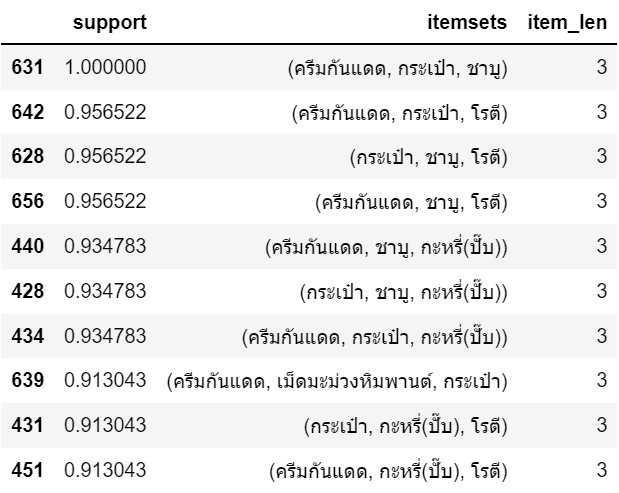 support itemsets item_len
631 1.000000 (ครีมกันแดด, กระเป๋า, ชาบู) 3
642 0.956522 (ครีมกันแดด, กระเป๋า, โรตี) 3
628 0.956522 (กระเป๋า, ชาบู, โรตี) 3
656 0.956522 (ครีมกันแดด, ชาบู, โรตี) 3
440 0.934783 (ครีมกันแดด, ชาบู, กะหรี่(ปั๊บ)) 3
428 0.934783 (กระเป๋า, ชาบู, กะหรี่(ปั๊บ)) 3
434 0.934783 (ครีมกันแดด, กระเป๋า, กะหรี่(ปั๊บ)) 3
639 0.913043 (ครีมกันแดด, เม็ดมะม่วงหิมพานต์, กระเป๋า) 3
431 0.913043 (กระเป๋า, กะหรี่(ปั๊บ), โรตี) 3
451 0.913043 (ครีมกันแดด, กะหรี่(ปั๊บ), โรตี) 3